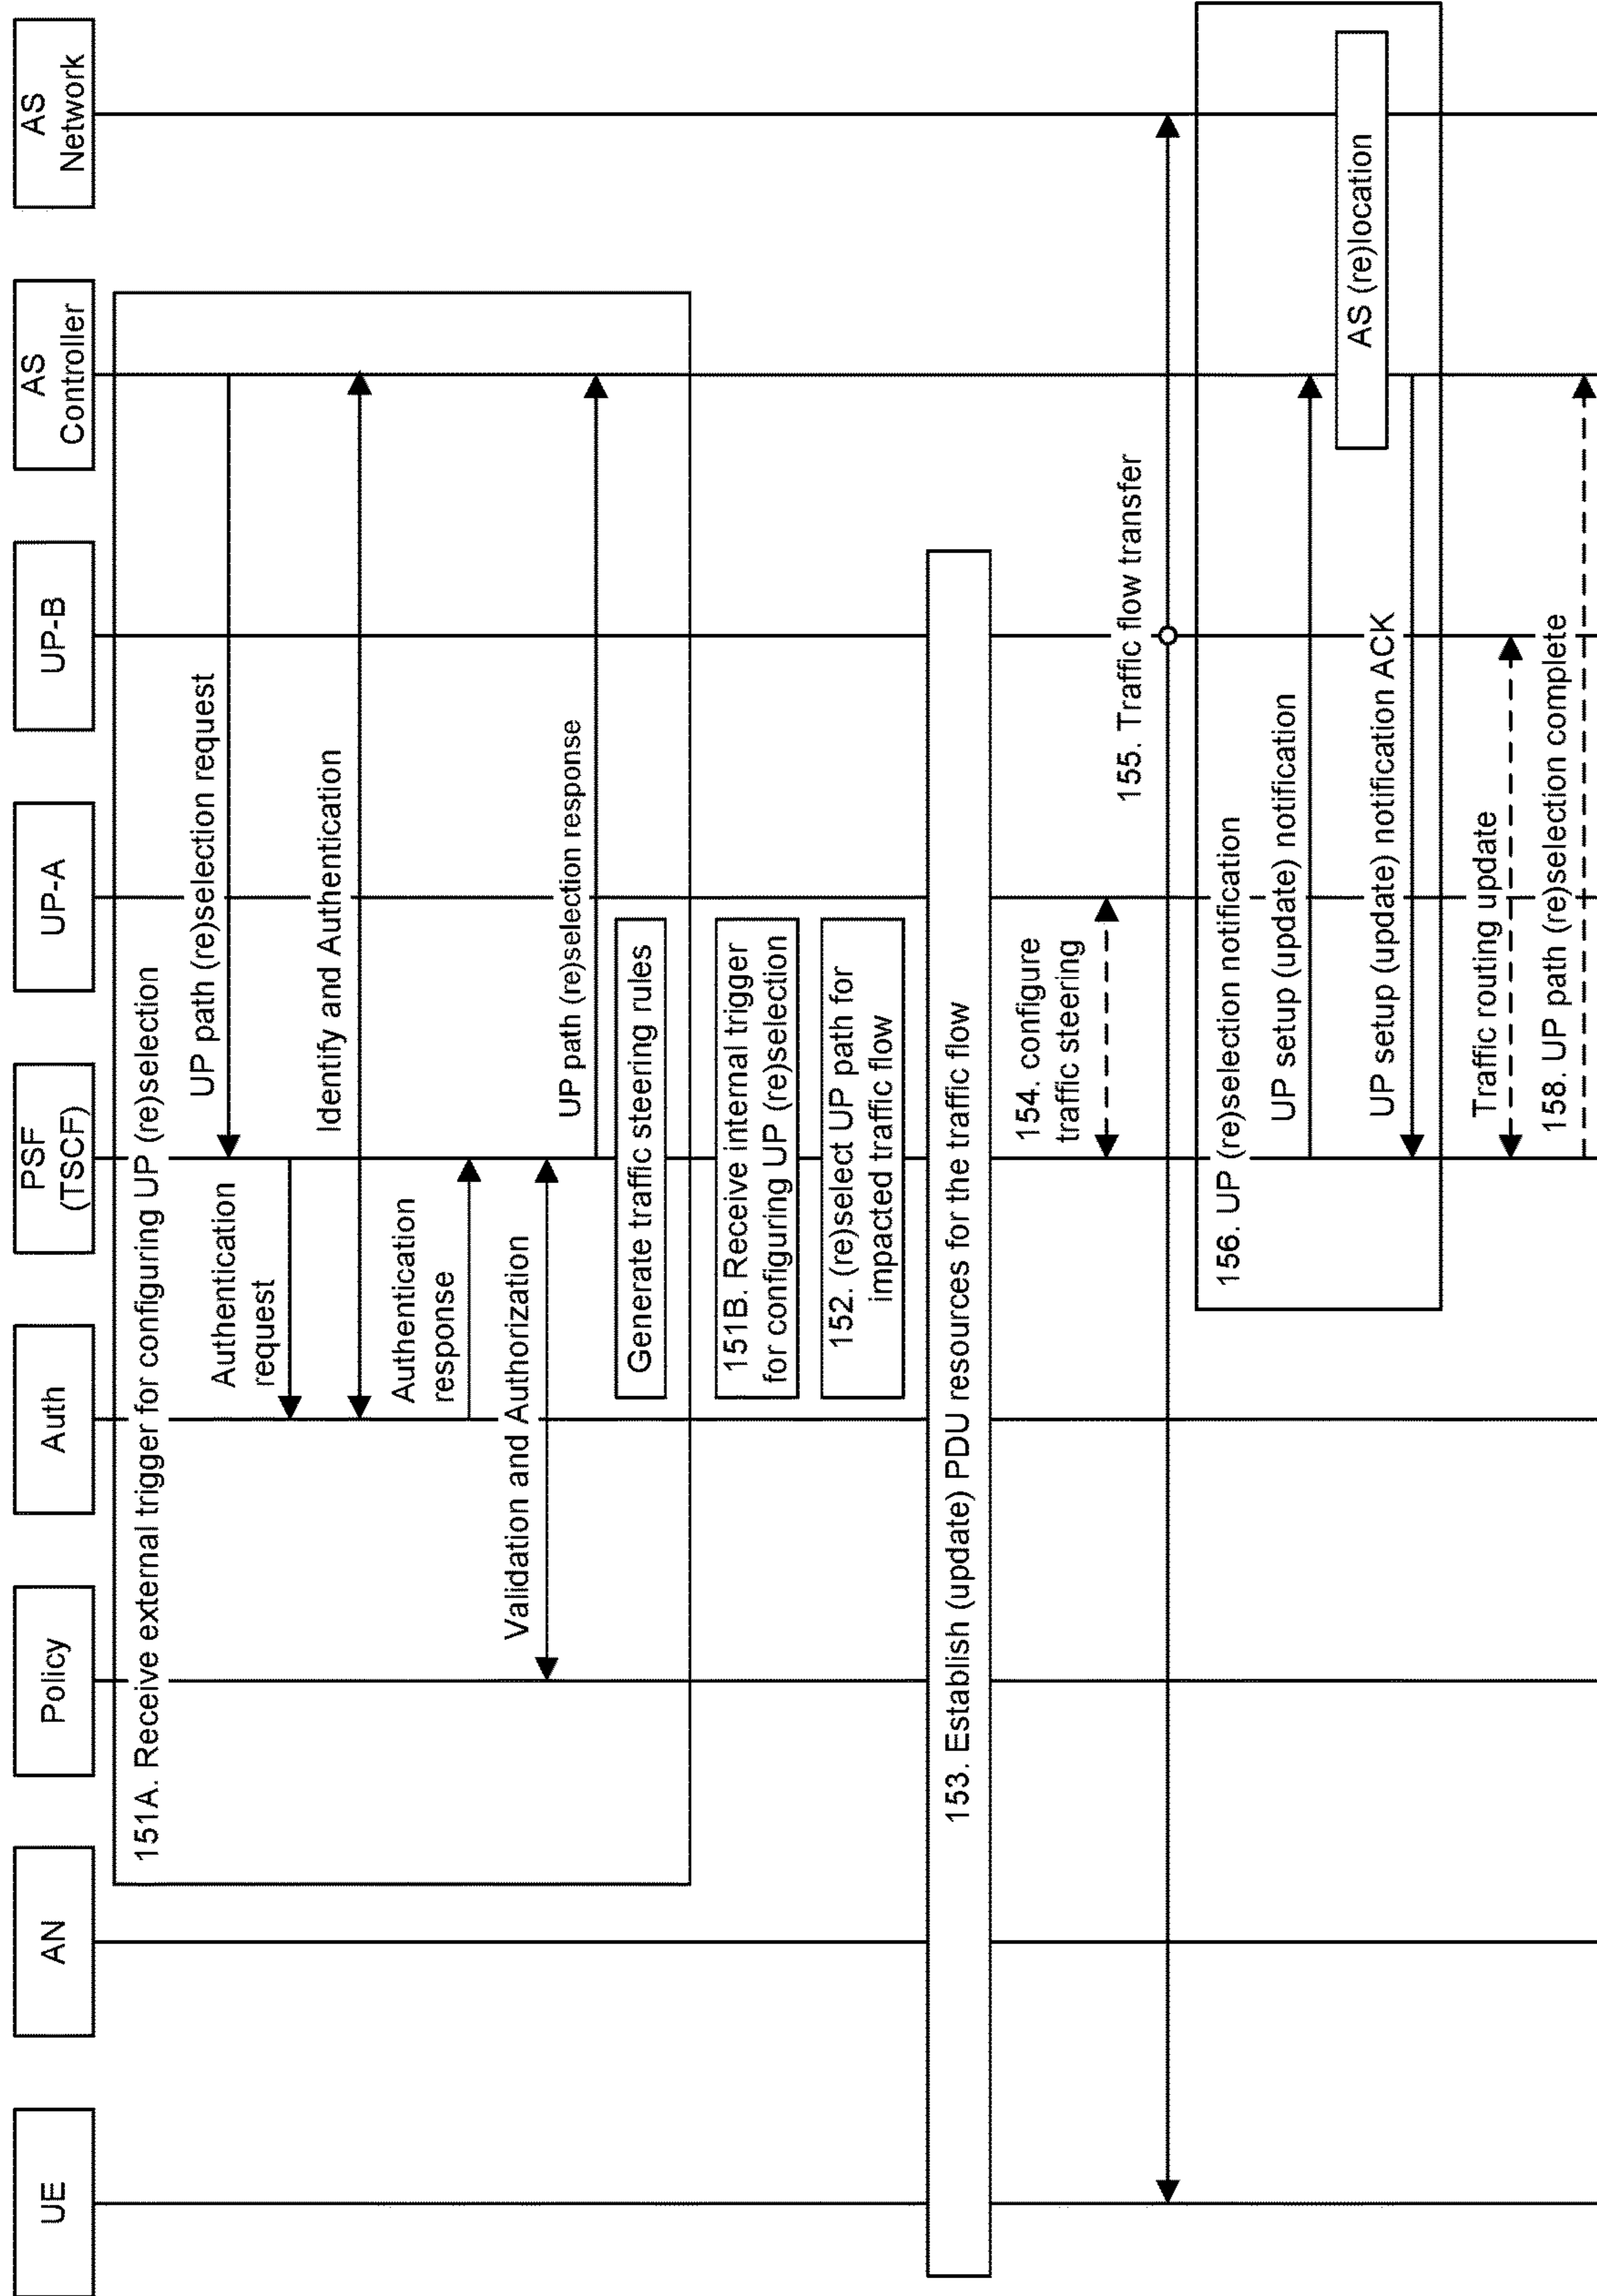 UE
AN
Policy
Auth
PSF
(TSCF)
UP-A
UP-B
AS
Controller
AS
Network
151A. Receive external trigger for configuring UP (re)selection
UP path (re)selection request
Authentication
request
Identify and Authentication
Authentication
response
Validation and Authorization
UP path (re)selection response
Generate traffic steering rules
151B. Receive internal trigger
for configuring UP (re)selection
152. (re)select UP path for
impacted traffic flow
153. Establish (update) PDU resources for the traffic flow
154. configure
traffic steering
155. Traffic flow transfer
156. UP (re)selection notification
UP setup (update) notification
AS (re)location
UP setup (update) notification ACK
Traffic routing update
158. UP path (re)selection complete